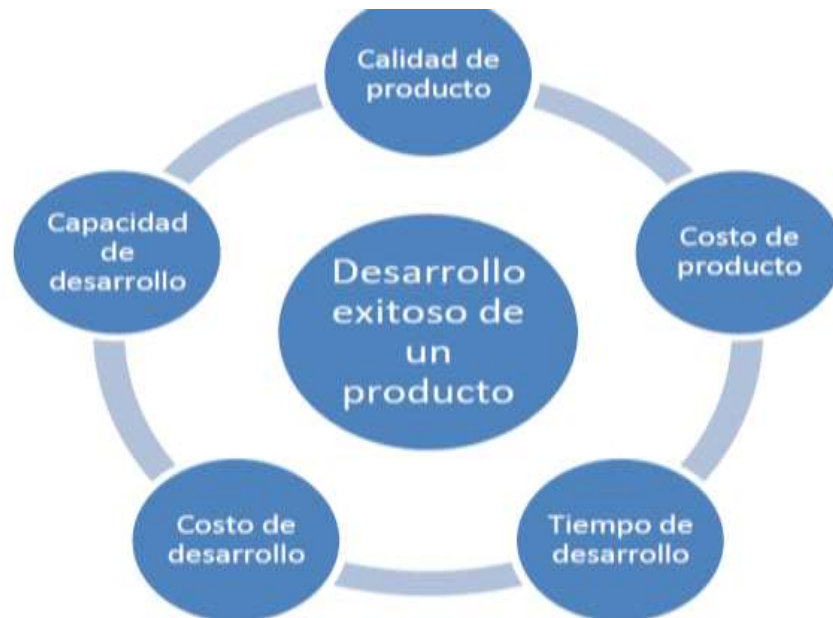 Calidad de
producto
Costo de
producto
Tiempo de
desarrollo
Costo de
desarrollo
Capacidad
de
desarrollo
Desarrollo
exitoso de
un
producto